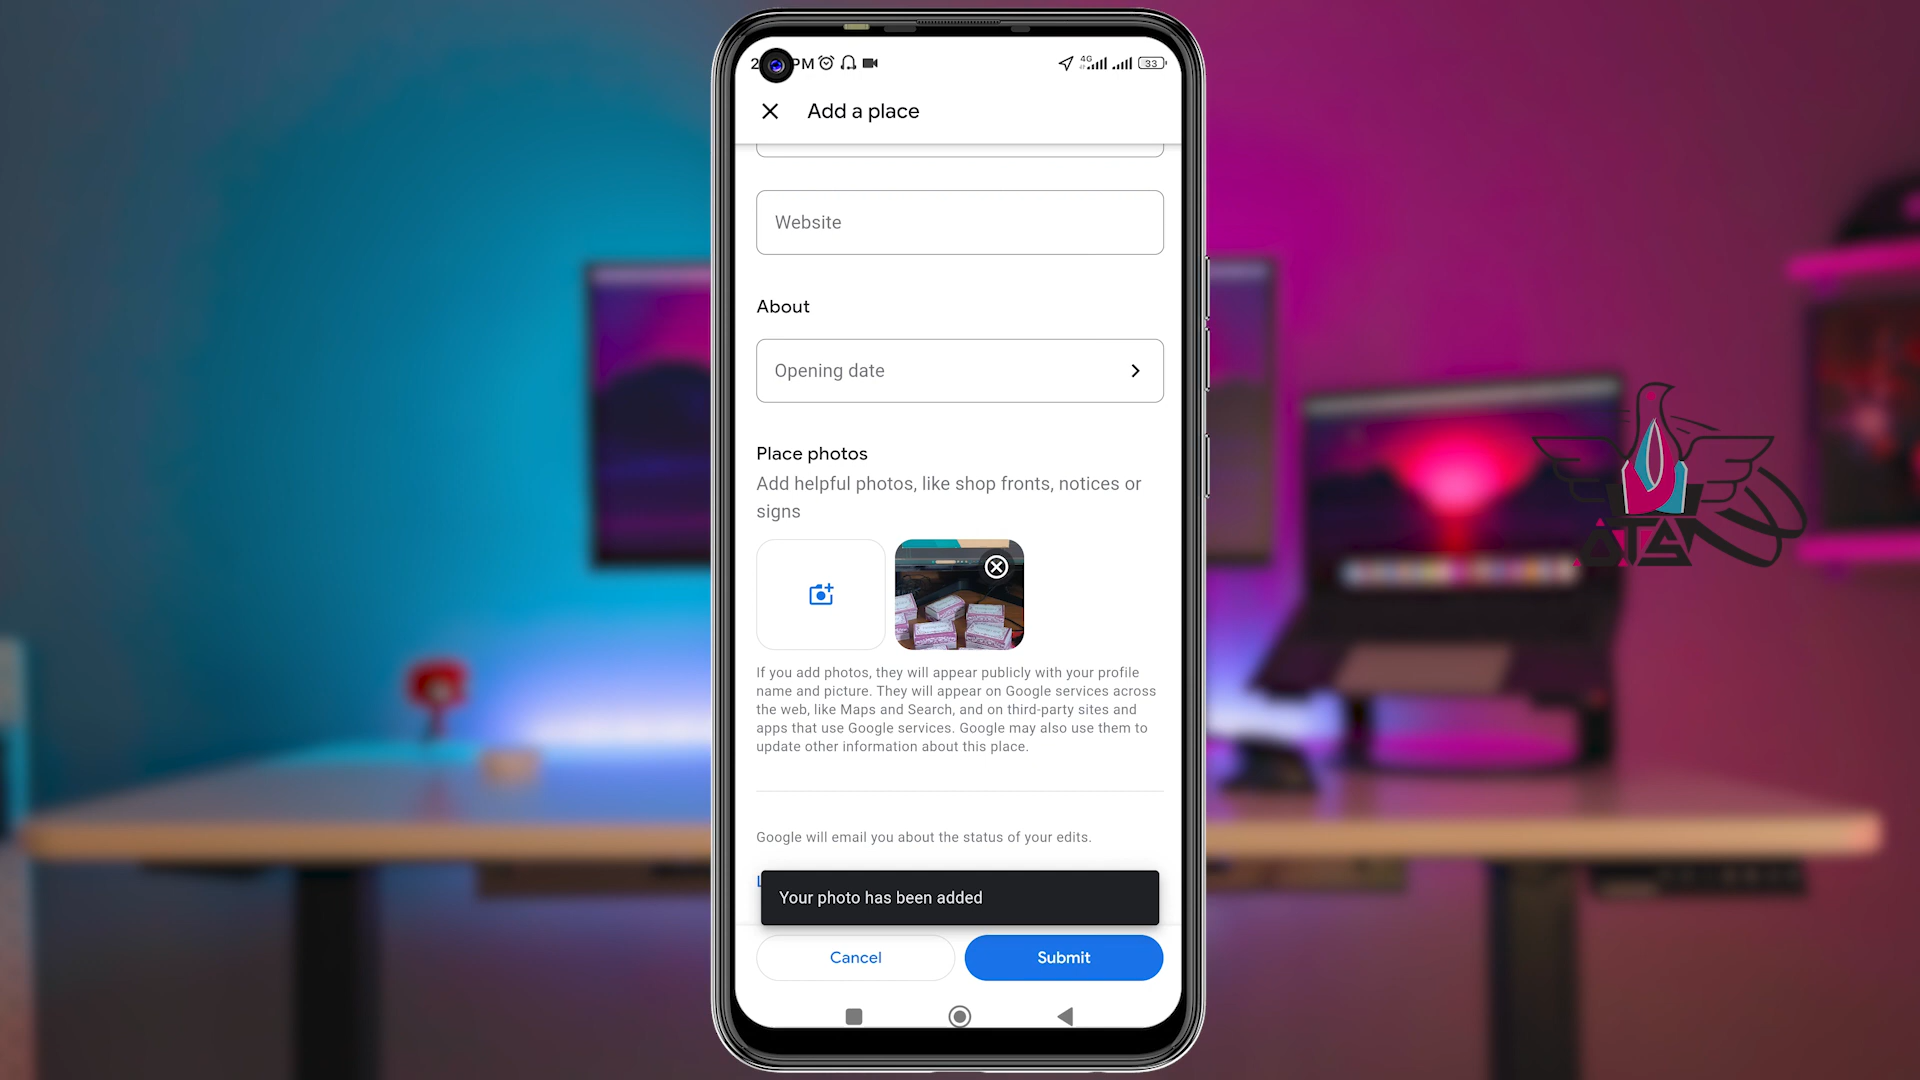 PM
4G
33
Add a place
Website
About
Opening date
Place photos
Add helpful photos, like shop fronts, notices or
signs
If you add photos, they will appear publicly with your profile
name and picture. They will appear on Google services across
the web, like Maps and Search, and on third-party sites and
apps that use Google services. Google may also use them to
update other information about this place.
Google will email you about the status of your edits.
Your photo has been added
Cancel
Submit
ATS